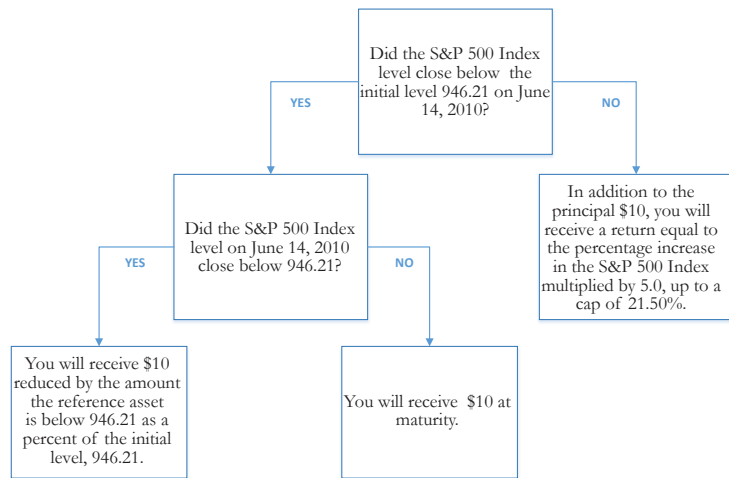 Did the S&P 500 Index
level close below the
initial level 946.21 on June
14, 2010?
YES
NO
Did the S&P 500 Index
level on June 14, 2010
close below 946.21?
In addition to the
principal $10, you will
receive a return equal to
the percentage increase
in the S&P 500 Index
multiplied by 5.0, up to a
cap of 21.50%.
YES
NO
You will receive $10
reduced by the amount
the reference asset
is below 946.21 as a
percent of the initial
level, 946.21.
You will receive $10 at
maturity.